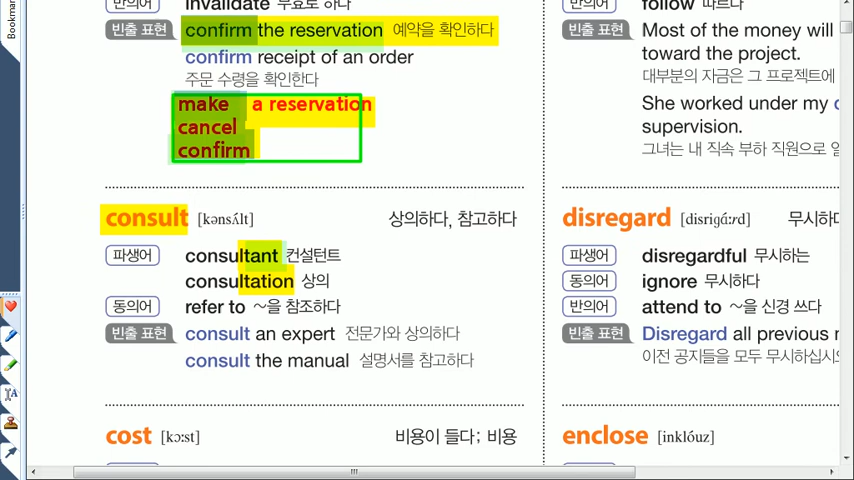 Bookmar
반의어 invalidate 무효로 하다
빈출 표현 confirm the reservation 예약을 확인하다
confirm receipt of an order
주문 수령을 확인한다
make a reservation
cancel
confirm
consult [kənsʌ́lt] 상의하다, 참고하다
파생어 consultant 컨설턴트
consultation 상의
동의어 refer to ~을 참조하다
빈출 표현 consult an expert 전문가와 상의하다
consult the manual 설명서를 참고하다
cost [kɔːst] 비용이 들다; 비용
반의어 follow 따르다
빈출 표현 Most of the money will
toward the project.
대부분의 자금은 그 프로젝트에
She worked under my
supervision.
그녀는 내 직속 부하 직원으로 일
disregard [disrigɑ́ːrd] 무시하다
파생어 disregardful 무시하는
동의어 ignore 무시하다
반의어 attend to ~을 신경 쓰다
빈출 표현 Disregard all previous
이전 공지들을 모두 무시하십시오
enclose [inklóuz]